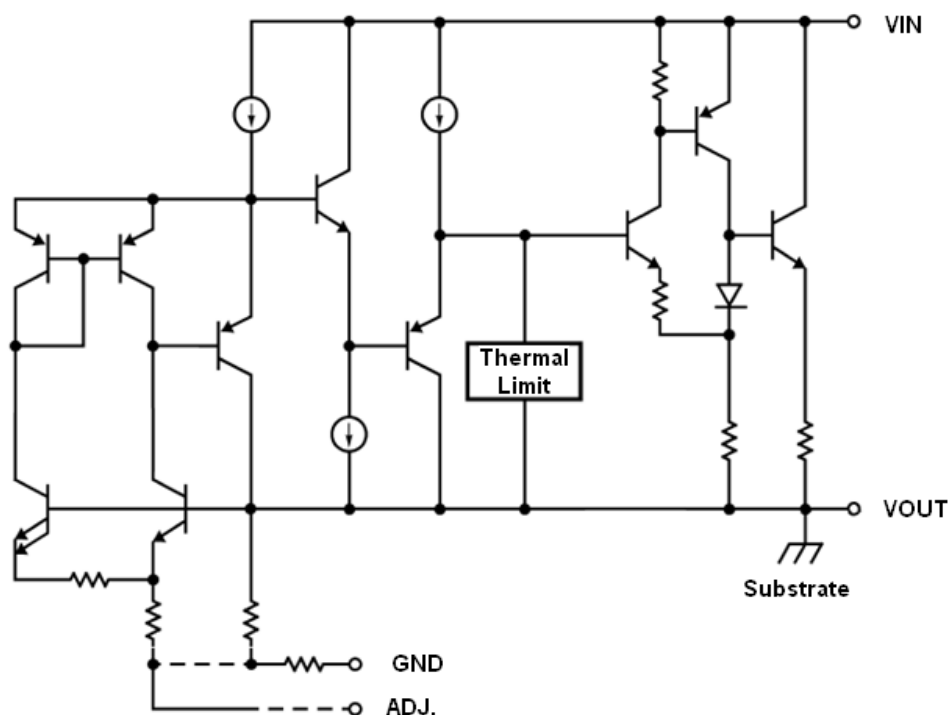 VIN
Thermal
Limit
VOUT
Substrate
GND
ADJ.